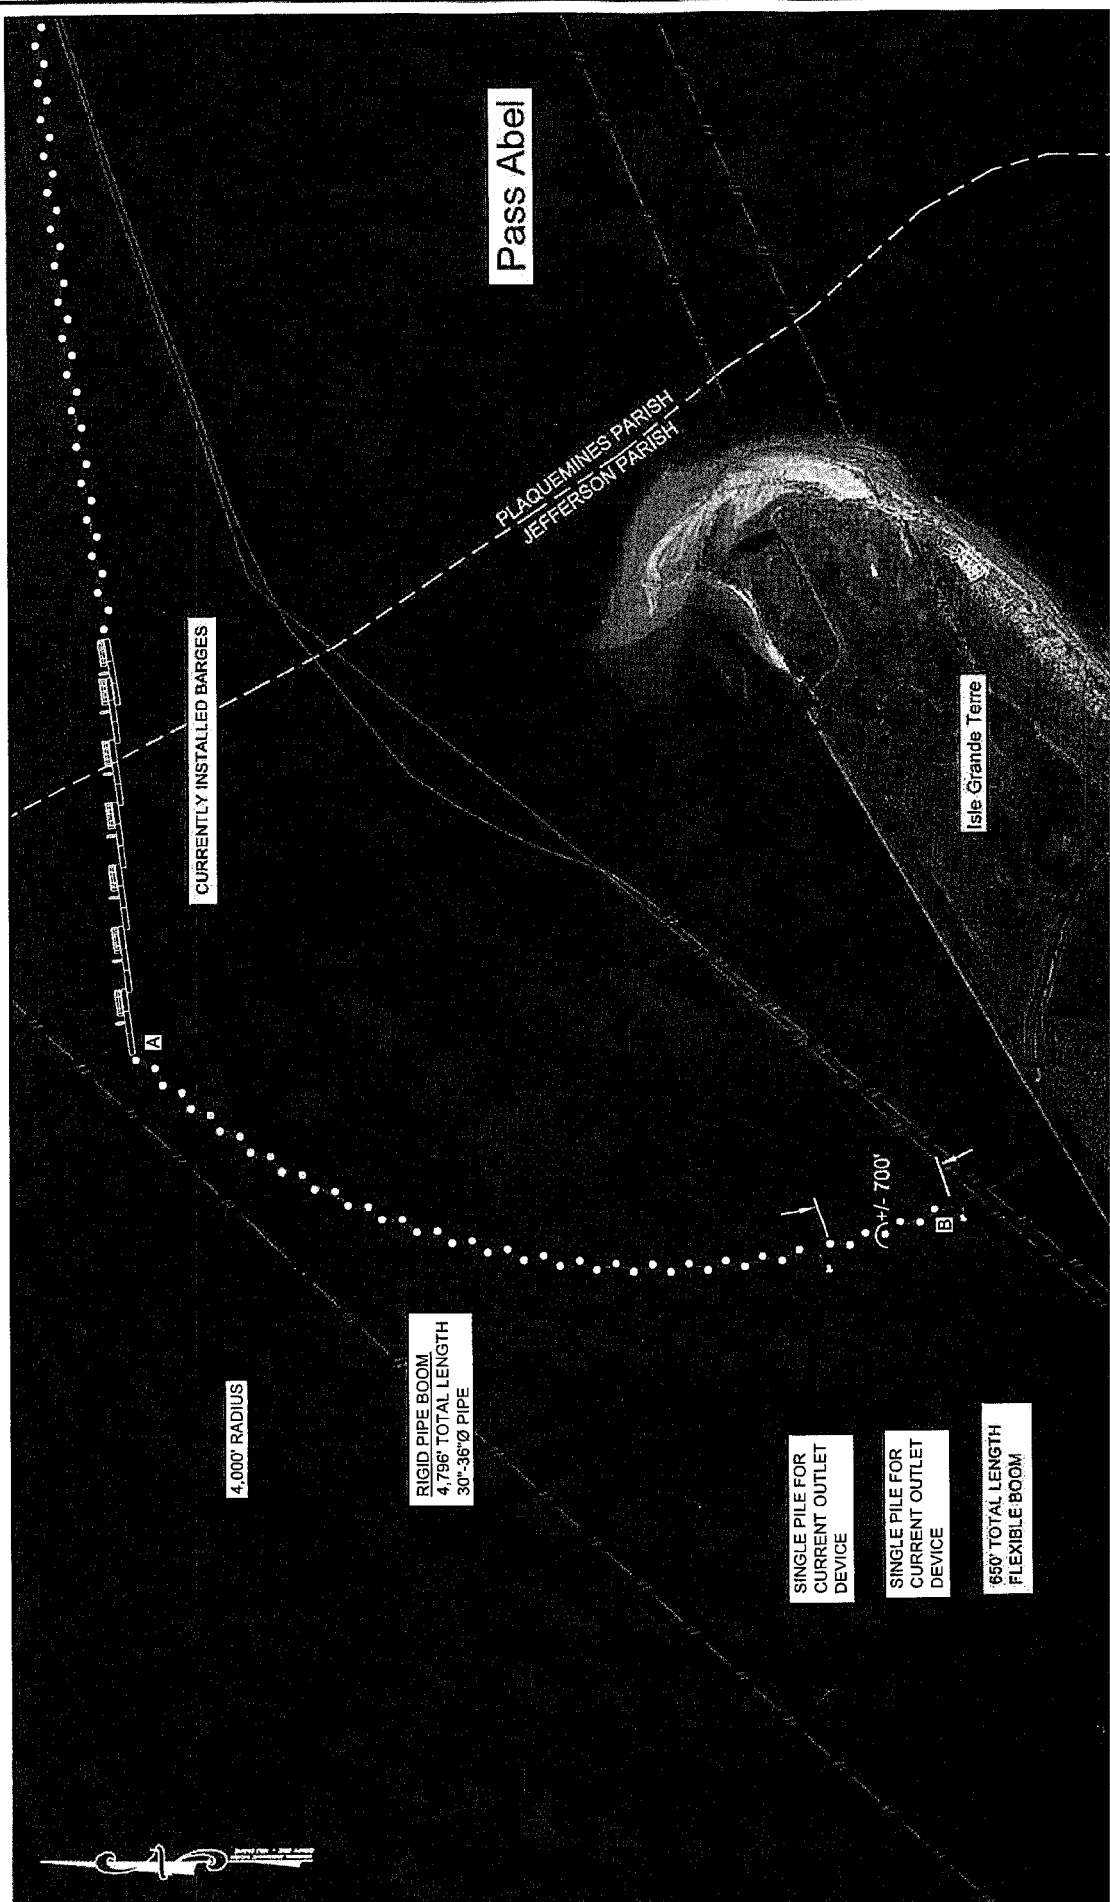 Pass Abel
PLAQUEMINES PARISH
JEFFERSON PARISH
CURRENTLY INSTALLED BARGES
Isle Grande Terre
A
+/- 700'
B
4,000' RADIUS
RIGID PIPE BOOM
4,796' TOTAL LENGTH
30"-36"Ø PIPE
SINGLE PILE FOR
CURRENT OUTLET
DEVICE
SINGLE PILE FOR
CURRENT OUTLET
DEVICE
650' TOTAL LENGTH
FLEXIBLE BOOM